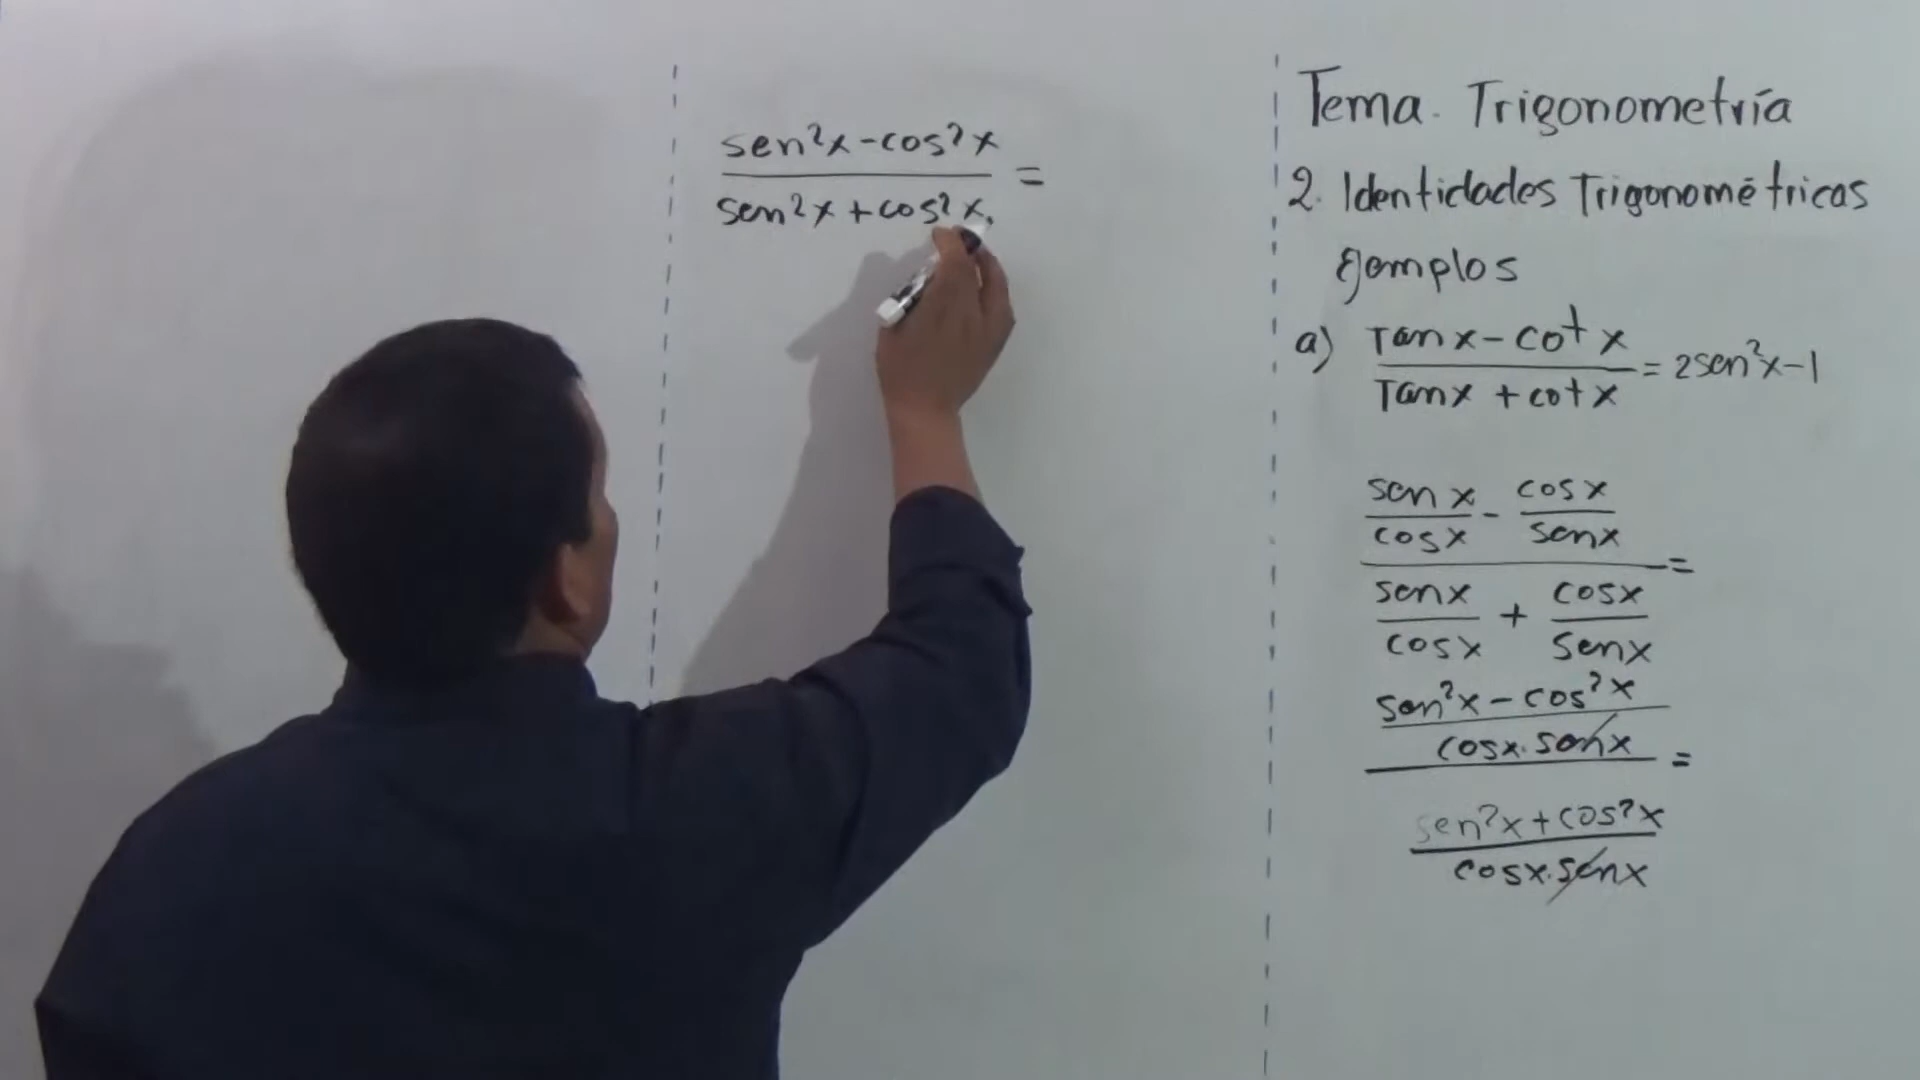 Tema. Trigonometría
2. Identidades Trigonométricas
Ejemplos
a) Tanx - cotx / Tanx + cotx = 2sen²x-1
senx/cosx - cosx/senx
=
senx/cosx + cosx/senx
sen²x - cos²x
cosx.senx
=
sen²x + cos²x
cosx.senx
sen²x - cos²x
=
sen²x + cos²x